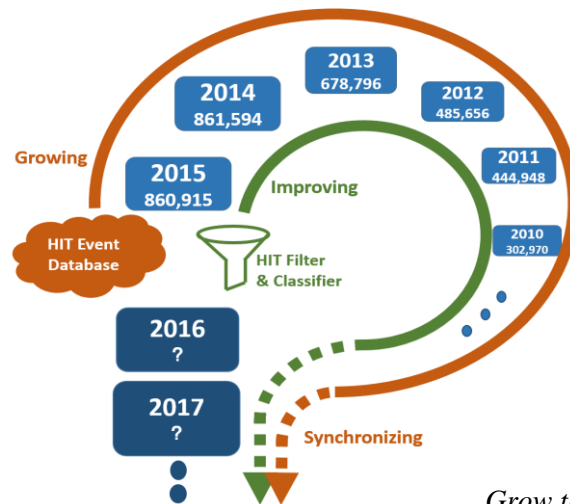 2013
678,796
2014
861,594
2012
485,656
Growing
2015
860,915
Improving
2011
444,948
HIT Event
Database
HIT Filter
& Classifier
2010
302,970
2016
?
2017
?
Synchronizing
Grow t